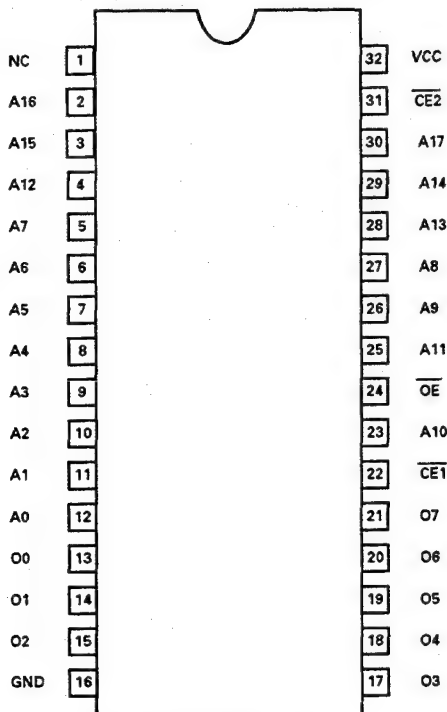 NC 1 32 VCC
A16 2 31 CE2
A15 3 30 A17
A12 4 29 A14
A7 5 28 A13
A6 6 27 A8
A5 7 26 A9
A4 8 25 A11
A3 9 24 OE
A2 10 23 A10
A1 11 22 CE1
A0 12 21 O7
O0 13 20 O6
O1 14 19 O5
O2 15 18 O4
GND 16 17 O3